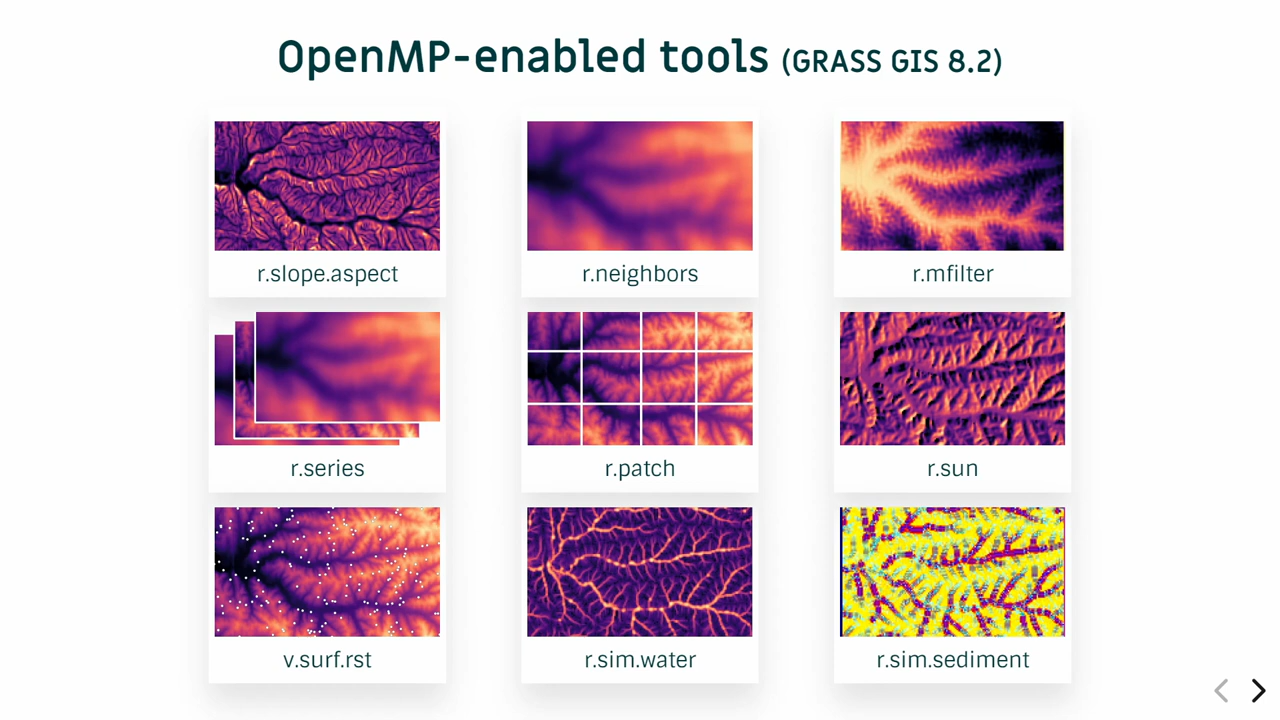 OpenMP-enabled tools (GRASS GIS 8.2)
r.slope.aspect
r.neighbors
r.mfilter
r.series
r.patch
r.sun
v.surf.rst
r.sim.water
r.sim.sediment